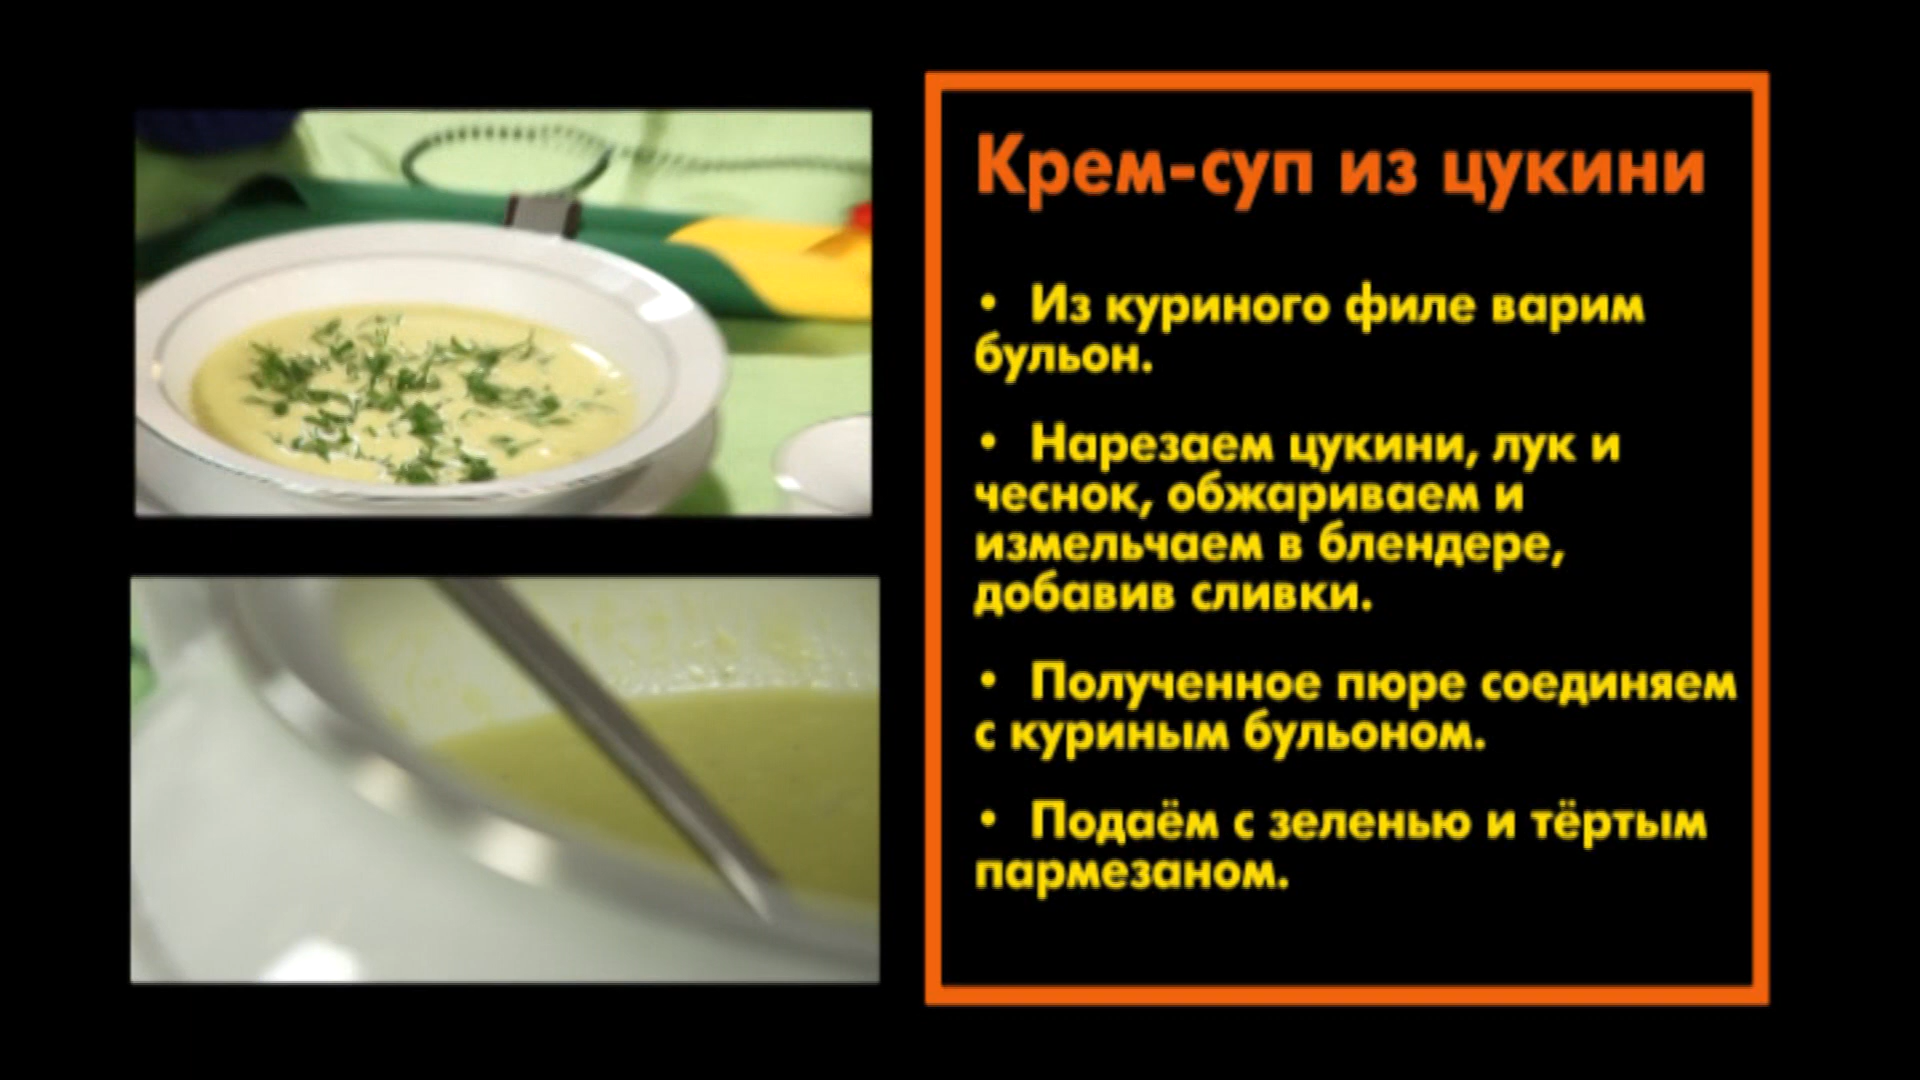 Крем-суп из цукини
• Из куриного филе варим
бульон.
• Нарезаем цукини, лук и
чеснок, обжариваем и
измельчаем в блендере,
добавив сливки.
• Полученное пюре соединяем
с куриным бульоном.
• Подаём с зеленью и тёртым
пармезаном.